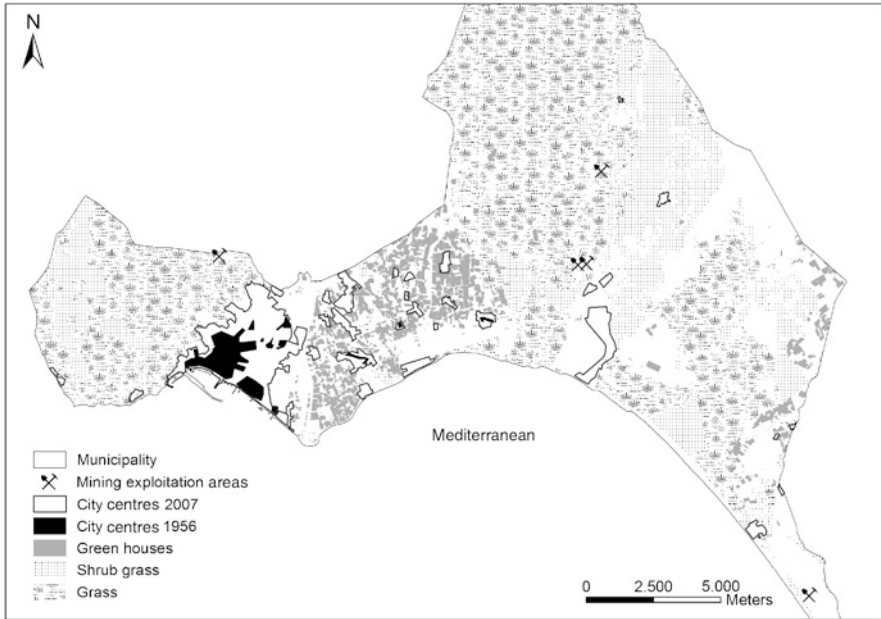 N
Mediterranean
Municipality
Mining exploitation areas
City centres 2007
City centres 1956
Green houses
Shrub grass
Grass
0 2.500 5.000
Meters